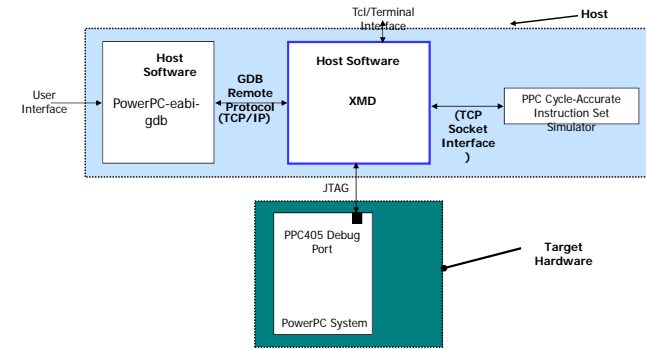 Tcl/Terminal
Interface
Host
Host
Software
PowerPC-eabi-
gdb
User
Interface
GDB
Remote
Protocol
(TCP/IP)
Host Software
XMD
(TCP
Socket
Interface
)
PPC Cycle-Accurate
Instruction Set
Simulator
JTAG
PPC405 Debug
Port
PowerPC System
Target
Hardware